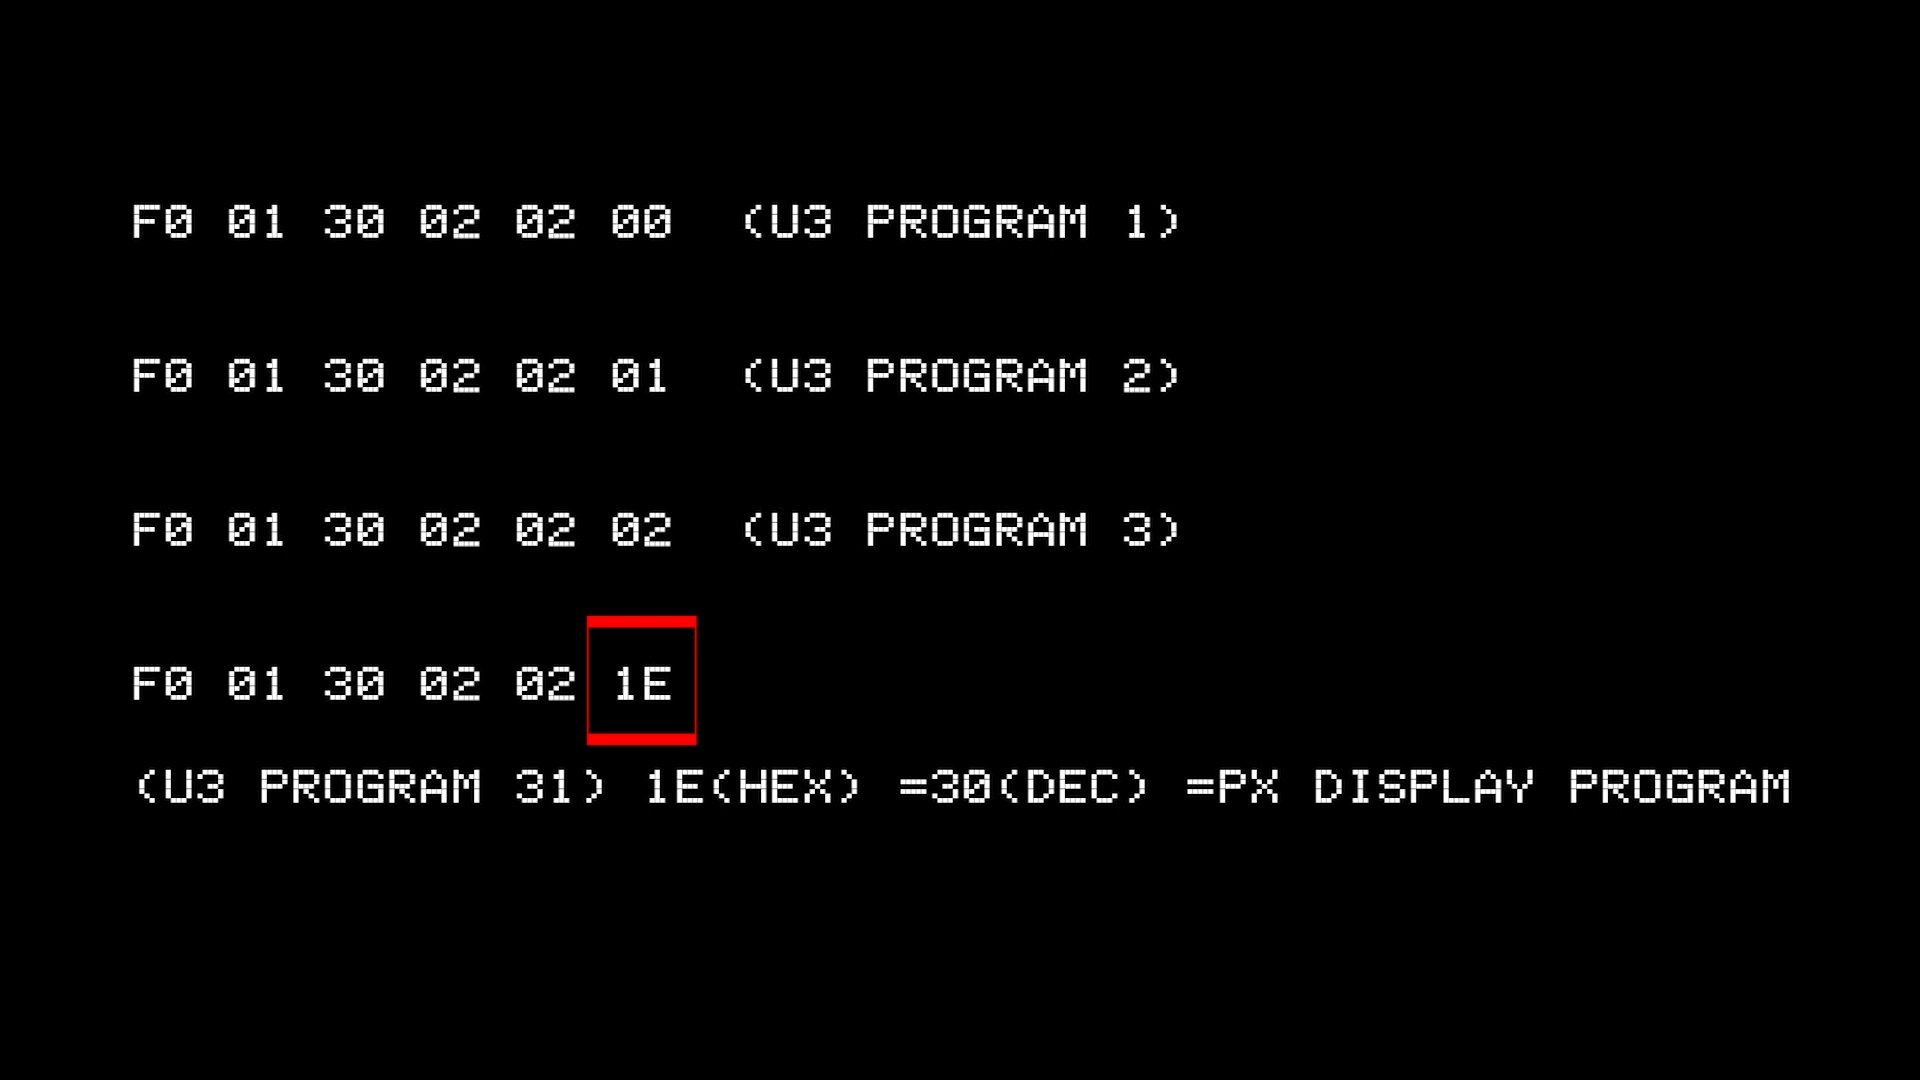 F0 01 30 02 02 00 (U3 PROGRAM 1)
F0 01 30 02 02 01 (U3 PROGRAM 2)
F0 01 30 02 02 02 (U3 PROGRAM 3)
F0 01 30 02 02 1E
(U3 PROGRAM 31) 1E(HEX) =30(DEC) =PX DISPLAY PROGRAM